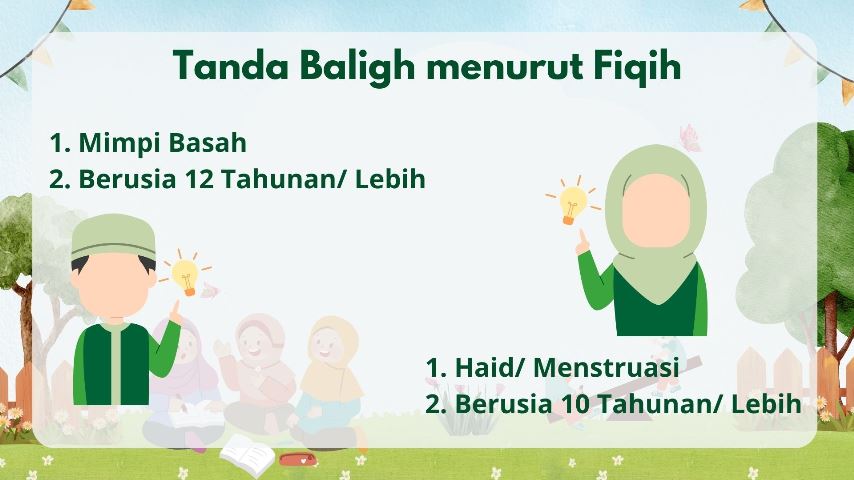 Tanda Baligh menurut Fiqih
1. Mimpi Basah
2. Berusia 12 Tahunan/ Lebih
1. Haid/ Menstruasi
2. Berusia 10 Tahunan/ Lebih